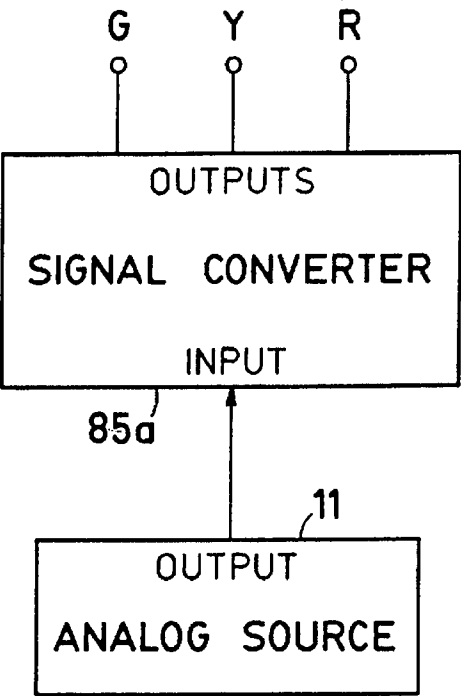 G Y R
OUTPUTS
SIGNAL CONVERTER
INPUT
85a
11
OUTPUT
ANALOG SOURCE